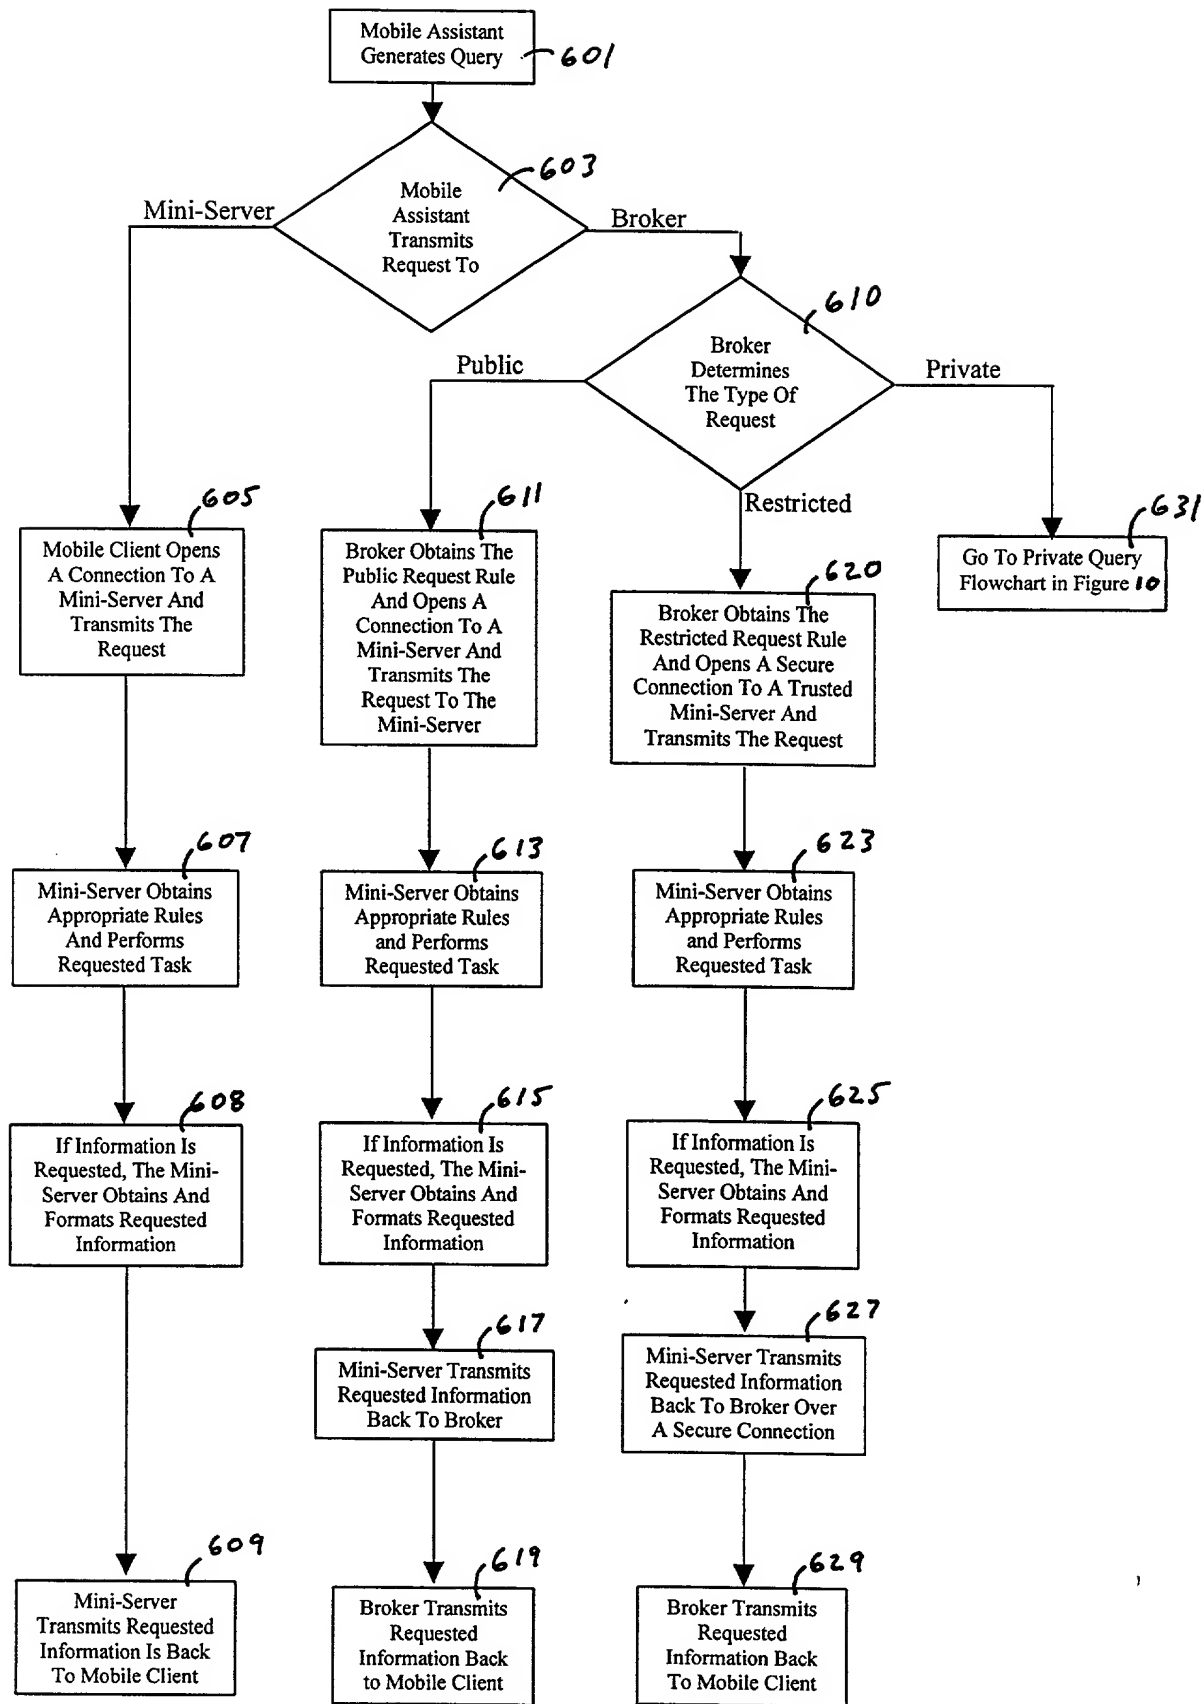 Mobile Assistant
Generates Query
601
603
Mobile
Assistant
Transmits
Request To
Mini-Server
Broker
610
Broker
Determines
The Type Of
Request
Public
Private
Restricted
605
Mobile Client Opens
A Connection To A
Mini-Server And
Transmits The
Request
611
Broker Obtains The
Public Request Rule
And Opens A
Connection To A
Mini-Server And
Transmits The
Request To The
Mini-Server
620
Broker Obtains The
Restricted Request Rule
And Opens A Secure
Connection To A Trusted
Mini-Server And
Transmits The Request
631
Go To Private Query
Flowchart in Figure 10
607
Mini-Server Obtains
Appropriate Rules
And Performs
Requested Task
613
Mini-Server Obtains
Appropriate Rules
and Performs
Requested Task
623
Mini-Server Obtains
Appropriate Rules
and Performs
Requested Task
608
If Information Is
Requested, The Mini-
Server Obtains And
Formats Requested
Information
615
If Information Is
Requested, The Mini-
Server Obtains And
Formats Requested
Information
625
If Information Is
Requested, The Mini-
Server Obtains And
Formats Requested
Information
617
Mini-Server Transmits
Requested Information
Back To Broker
627
Mini-Server Transmits
Requested Information
Back To Broker Over
A Secure Connection
609
Mini-Server
Transmits Requested
Information Is Back
To Mobile Client
619
Broker Transmits
Requested
Information Back
to Mobile Client
629
Broker Transmits
Requested
Information Back
To Mobile Client